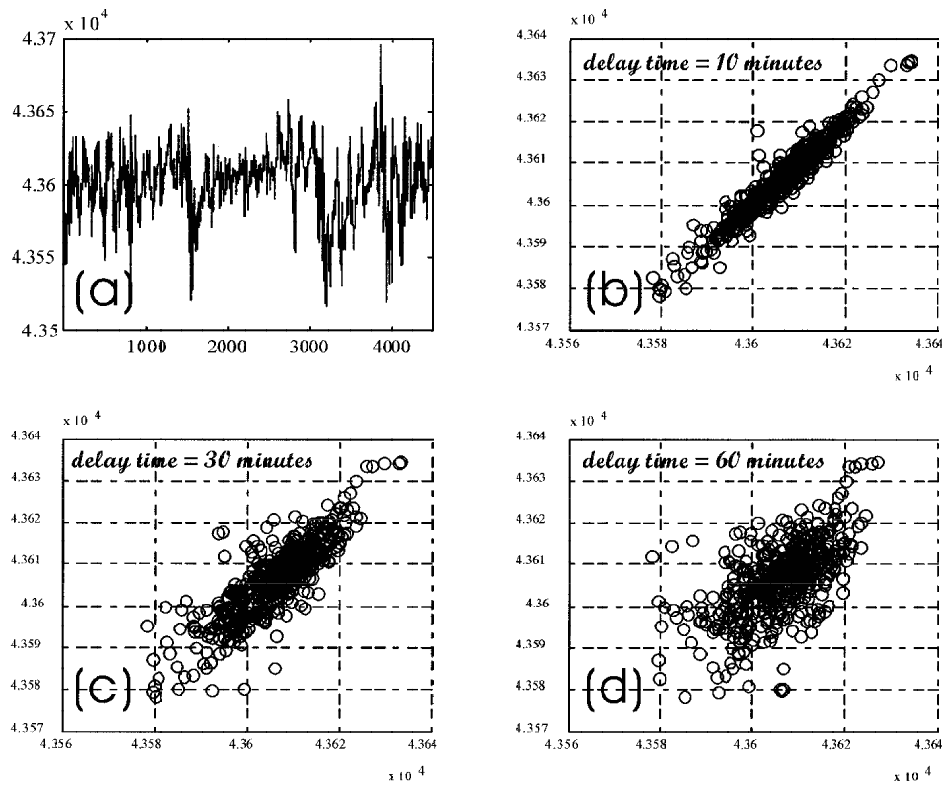 x 10 4
4.37
4.365
4.36
4.355
4.35
1000 2000 3000 4000
(a)
x 10 4
4.364
4.363
4.362
4.361
4.36
4.359
4.358
4.357
4.356 4.358 4.36 4.362 4.364
x 10 4
delay time = 10 minutes
(b)
x 10 4
4.364
4.363
4.362
4.361
4.36
4.359
4.358
4.357
4.356 4.358 4.36 4.362 4.364
x 10 4
delay time = 30 minutes
(c)
x 10 4
4.364
4.363
4.362
4.361
4.36
4.359
4.358
4.357
4.356 4.358 4.36 4.362 4.364
x 10 4
delay time = 60 minutes
(d)